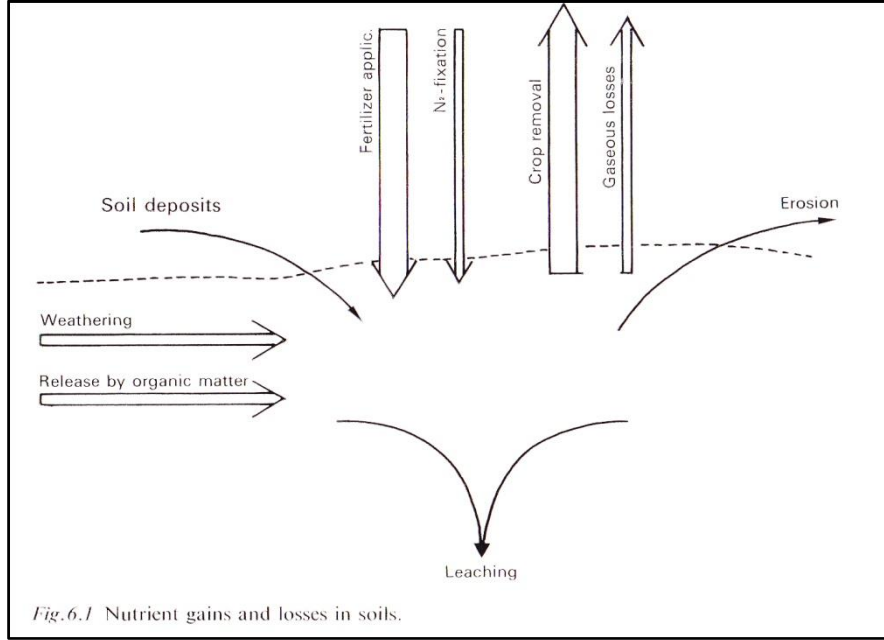 Fertilizer applic.
N₂-fixation
Crop removal
Gaseous losses
Soil deposits
Erosion
Weathering
Release by organic matter
Leaching
Fig.6.1 Nutrient gains and losses in soils.